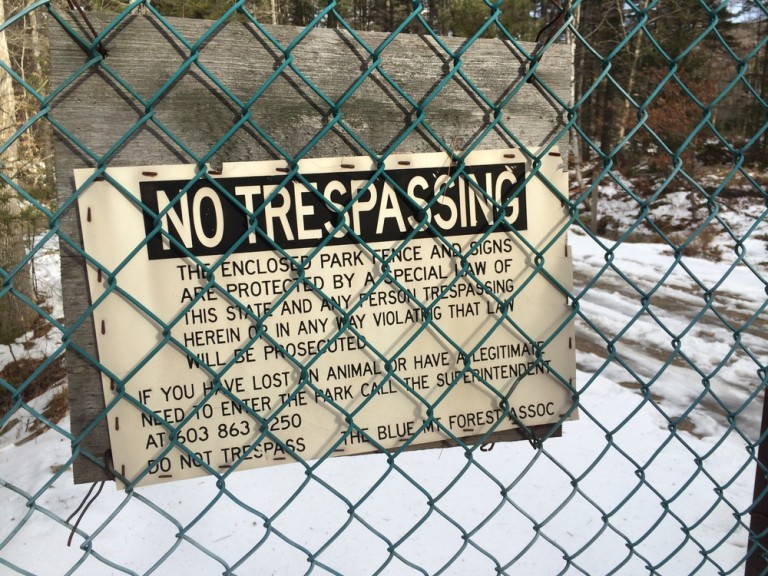 NO TRESPASSING
THE ENCLOSED PARK FENCE AND SIGNS
ARE PROTECTED BY A SPECIAL LAW OF
THIS STATE AND ANY PERSON TRESPASSING
HEREIN OR IN ANY WAY VIOLATING THAT LAW
WILL BE PROSECUTED
IF YOU HAVE LOST AN ANIMAL OR HAVE A LEGITIMATE
NEED TO ENTER THE PARK CALL THE SUPERINTENDENT
AT 603 863
DO NOT TRESPASS THE BLUE MT FOREST ASSOC